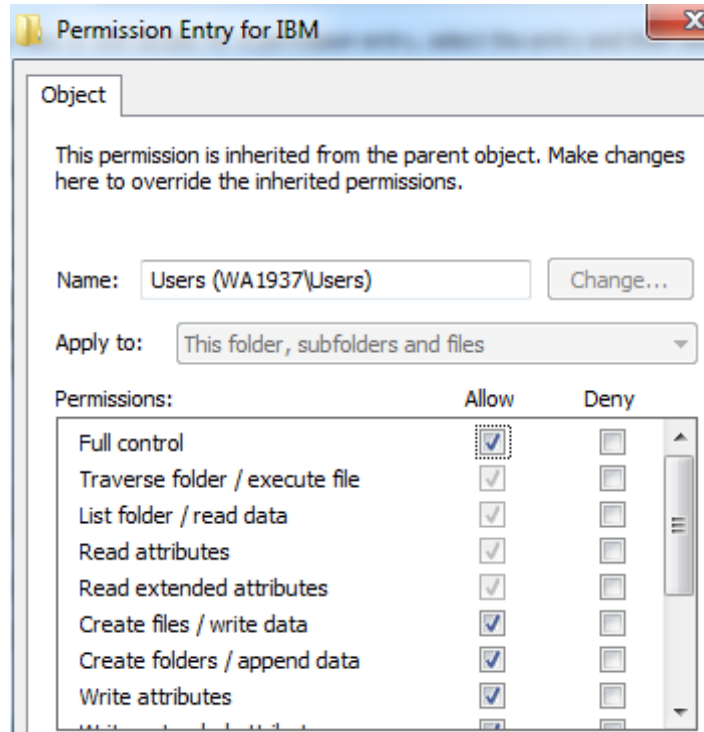 Permission Entry for IBM
Object
This permission is inherited from the parent object. Make changes
here to override the inherited permissions.
Name: Users (WA1937\Users) Change...
Apply to: This folder, subfolders and files
Permissions: Allow Deny
Full control
Traverse folder / execute file
List folder / read data
Read attributes
Read extended attributes
Create files / write data
Create folders / append data
Write attributes